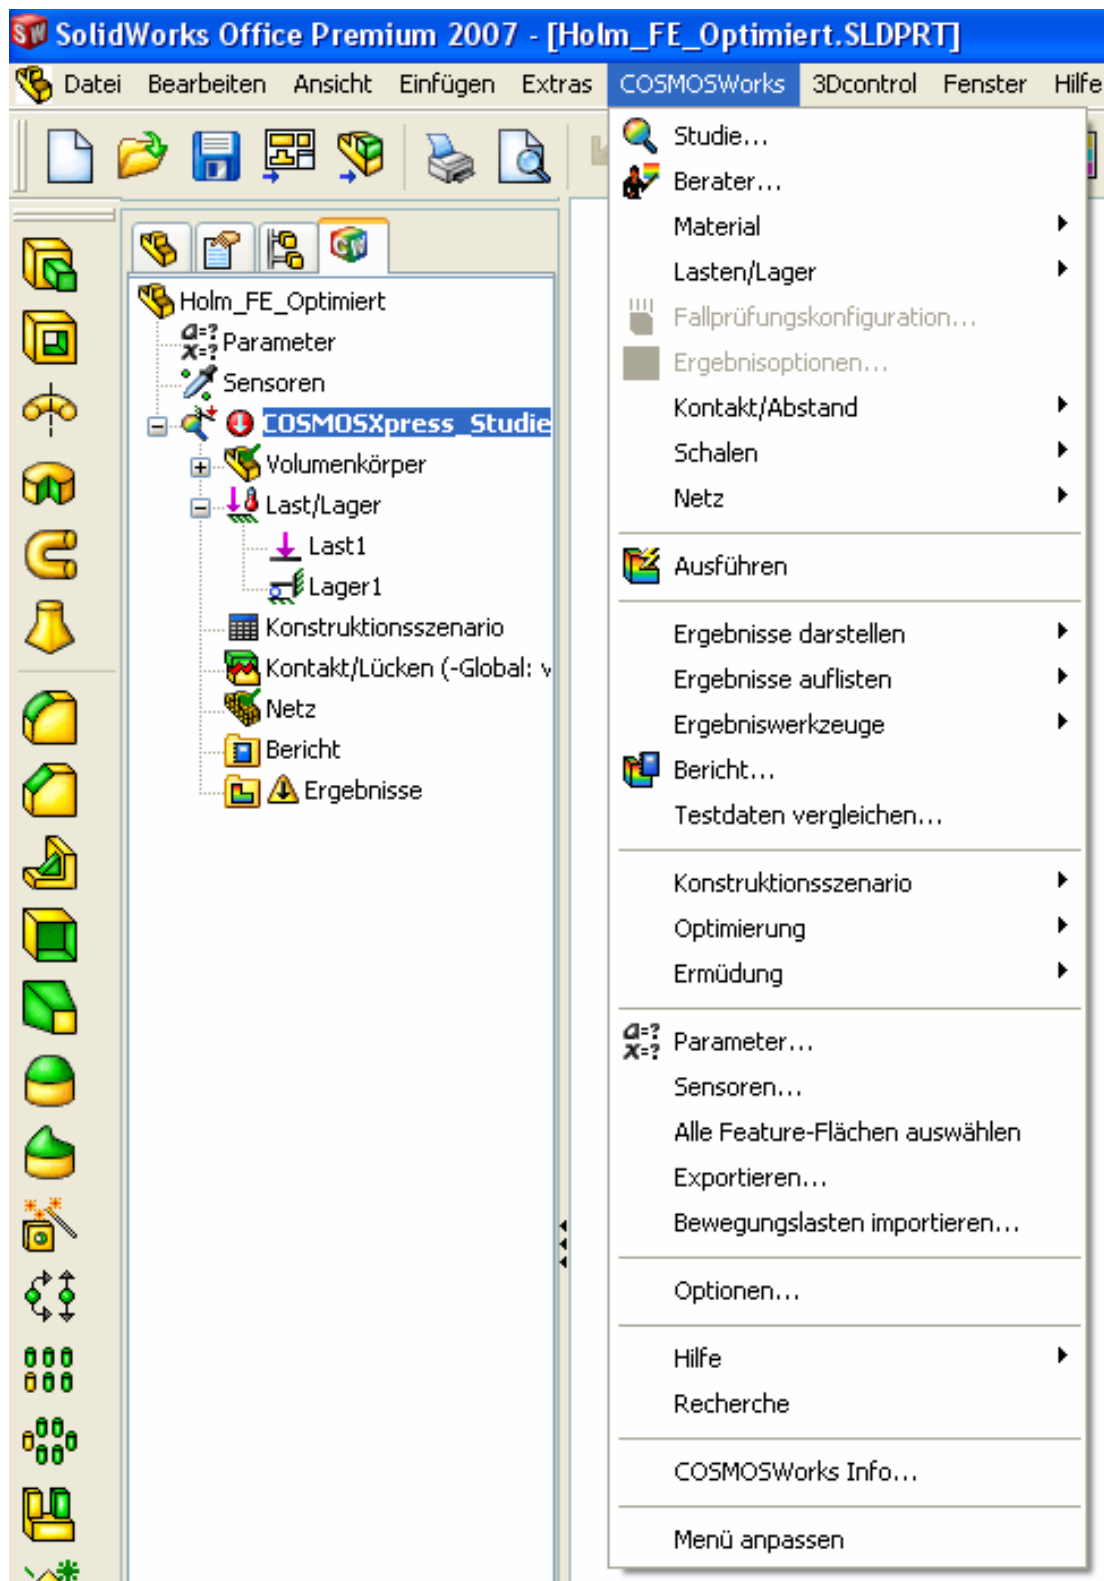 SolidWorks Office Premium 2007 - [Holm_FE_Optimiert.SLDPRT]
Datei Bearbeiten Ansicht Einfügen Extras COSMOSWorks 3Dcontrol Fenster Hilfe
Holm_FE_Optimiert
Parameter
Sensoren
COSMOSXpress_Studie
Volumenkörper
Last/Lager
Last1
Lager1
Konstruktionsszenario
Kontakt/Lücken (-Global: v
Netz
Bericht
Ergebnisse
Studie...
Berater...
Material
Lasten/Lager
Fallprüfungskonfiguration...
Ergebnisoptionen...
Kontakt/Abstand
Schalen
Netz
Ausführen
Ergebnisse darstellen
Ergebnisse auflisten
Ergebniswerkzeuge
Bericht...
Testdaten vergleichen...
Konstruktionsszenario
Optimierung
Ermüdung
Parameter...
Sensoren...
Alle Feature-Flächen auswählen
Exportieren...
Bewegungslasten importieren...
Optionen...
Hilfe
Recherche
COSMOSWorks Info...
Menü anpassen